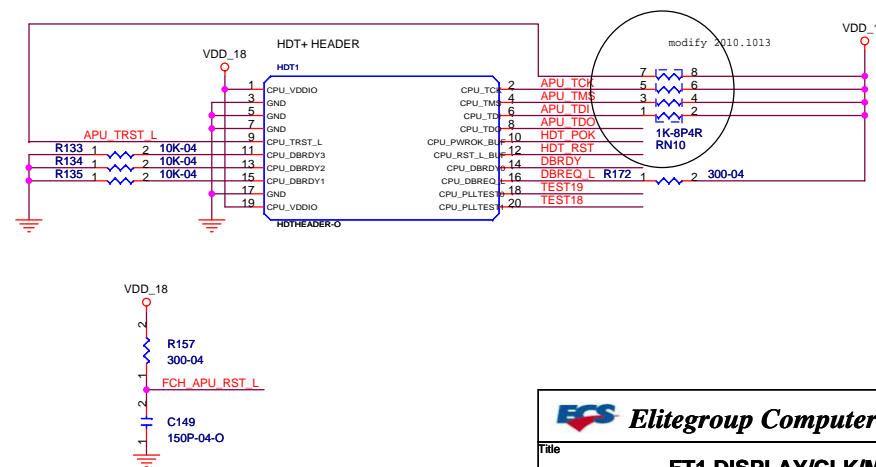 HDT+ HEADER
modify 2010.1013
VDD_1
VDD_18
HDT1
7 8
5 6
3 4
1 2
1K-8P4R
RN10
1 CPU_VDDIO CPU_TCK 2 APU_TCK
3 GND CPU_TMS 4 APU_TMS
5 GND CPU_TDI 6 APU_TDI
7 GND CPU_TDO 8 APU_TDO
APU_TRST_L 9 CPU_TRST_L CPU_PWROK_BUF 10 HDT_POK
R133 1 2 10K-04 11 CPU_DBRDY3 CPU_RST_L_BUF 12 HDT_RST
R134 1 2 10K-04 13 CPU_DBRDY2 CPU_DBRDY0 14 DBRDY
R135 1 2 10K-04 15 CPU_DBRDY1 CPU_DBREQ_L 16 DBREQ_L R172 1 2 300-04
17 GND CPU_PLLTEST0 18 TEST19
19 CPU_VDDIO CPU_PLLTEST1 20 TEST18
HDTHEADER-O
VDD_18
2
R157
300-04
1
FCH_APU_RST_L
2
C149
150P-04-O
1
ECS Elitegroup Computer
Title